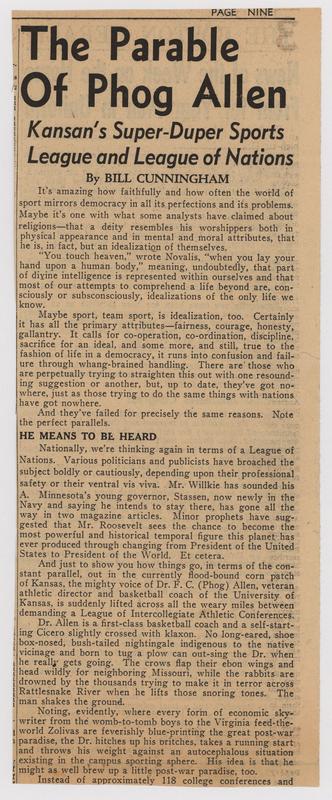 PAGE NINE
The Parable
Of Phog Allen
Kansan's Super-Duper Sports
League and League of Nations
By BILL CUNNINGHAM
It's amazing how faithfully and how often the world of
sport mirrors democracy in all its perfections and its problems.
Maybe it's one with what some analysts have claimed about
religions—that a deity resembles his worshippers both in
physical appearance and in mental and moral attributes, that
he is, in fact, but an idealization of themselves.
"You touch heaven," wrote Novalis, "when you lay your
hand upon a human body," meaning, undoubtedly, that part
of divine intelligence is represented within ourselves and that
most of our attempts to comprehend a life beyond are, con-
sciously or subsconsciously, idealizations of the only life we
know.
Maybe sport, team sport, is idealization, too. Certainly
it has all the primary attributes—fairness, courage, honesty,
gallantry. It calls for co-operation, co-ordination, discipline,
sacrifice for an ideal, and some more, and still, true to the
fashion of life in a democracy, it runs into confusion and fail-
ure through whang-brained handling. There are those who
are perpetually trying to straighten this out with one resound-
ing suggestion or another, but, up to date, they've got no-
where, just as those trying to do the same things with nations
have got nowhere.
And they've failed for precisely the same reasons. Note
the perfect parallels.
HE MEANS TO BE HEARD
Nationally, we're thinking again in terms of a League of
Nations. Various politicians and publicists have broached the
subject boldly or cautiously, depending upon their professional
safety or their ventral vis viva. Mr. Willkie has sounded his
A. Minnesota's young governor, Stassen, now newly in the
Navy and saying he intends to stay there, has gone all the
way in two magazine articles. Minor prophets have sug-
gested that Mr. Roosevelt sees the chance to become the
most powerful and historical temporal figure this planet has
ever produced through changing from President of the United
States to President of the World. Et cetera.
And just to show you how things go, in terms of the con-
stant parallel, out in the currently flood-bound corn patch
of Kansas, the mighty voice of Dr. F. C. (Phog) Allen, veteran
athletic director and basketball coach of the University of
Kansas, is suddenly lifted across all the weary miles between
demanding a League of Intercollegiate Athletic Conferences.
Dr. Allen is a first-class basketball coach and a self-start-
ing Cicero slightly crossed with klaxon. No long-eared, shoe
box-nosed, bush-tailed nightingale indigenous to the native
vicinage and born to tug a plow can out-sing the Dr. when
he really gets going. The crows flap their ebon wings and
head wildly for neighboring Missouri, while the rabbits are
drowned by the thousands trying to make it in terror across
Rattlesnake River when he lifts those snoring tones. The
man shakes the ground.
Noting, evidently, where every form of economic sky-
writer from the womb-to-tomb boys to the Virginia feed-the-
world Zolivas are feverishly blue-printing the great post-war
paradise, the Dr. hitches up his britches, takes a running start
and throws his weight against an autocephalous situation
existing in the campus sporting sphere. His idea is that he
might as well brew up a little post-war paradise, too.
Instead of approximately 118 college conferences and